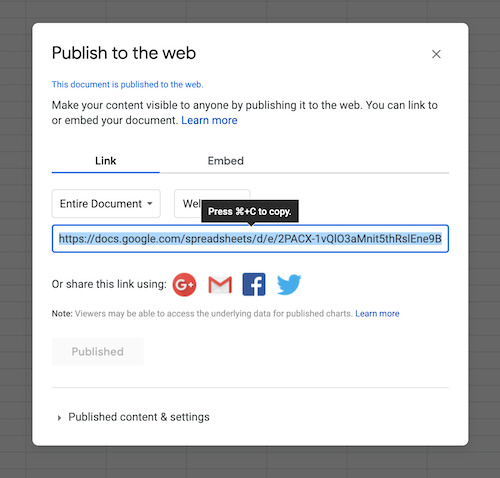 Publish to the web
This document is published to the web.
Make your content visible to anyone by publishing it to the web. You can link to
or embed your document. Learn more
Link Embed
Entire Document
Press ⌘+C to copy.
https://docs.google.com/spreadsheets/d/e/2PACX-1vQlO3aMnit5thRslEne9B
Or share this link using:
Note: Viewers may be able to access the underlying data for published charts. Learn more
Published
Published content & settings